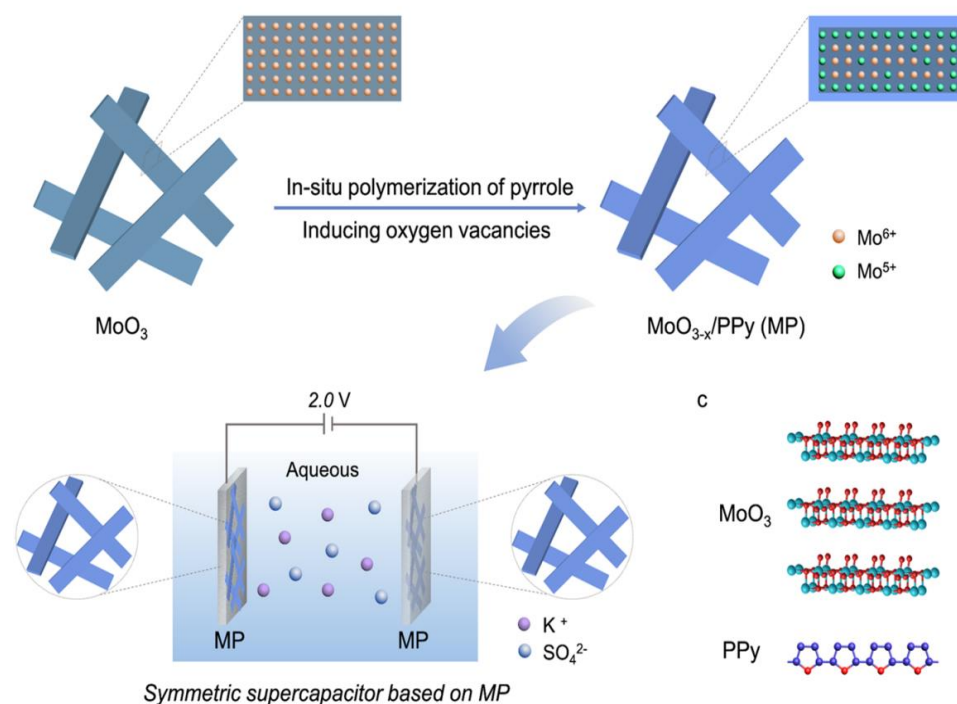 In-situ polymerization of pyrrole
Inducing oxygen vacancies
Mo⁶⁺
Mo⁵⁺
MoO₃
MoO₃₋ₓ/PPy (MP)
2.0 V
c
Aqueous
MoO₃
MP
MP
K⁺
SO₄²⁻
PPy
Symmetric supercapacitor based on MP